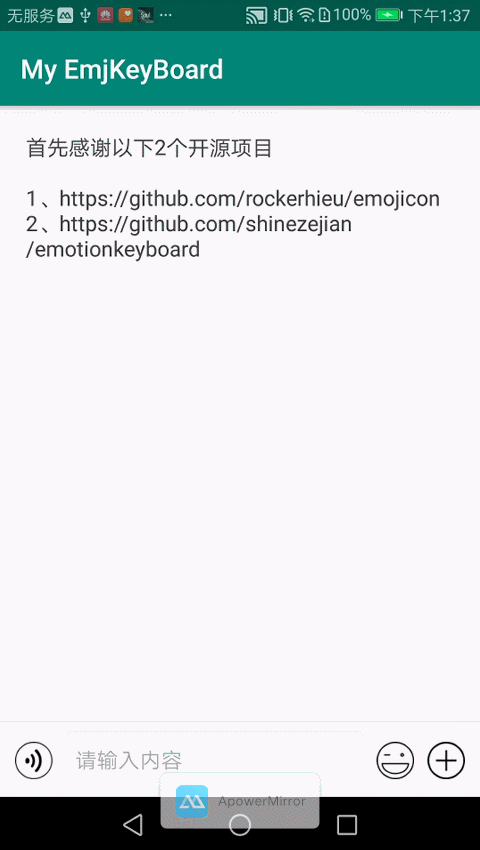 无服务 100% 下午1:37
My EmjKeyBoard
首先感谢以下2个开源项目
1、https://github.com/rockerhieu/emojicon
2、https://github.com/shinezejian
/emotionkeyboard
请输入内容
ApowerMirror